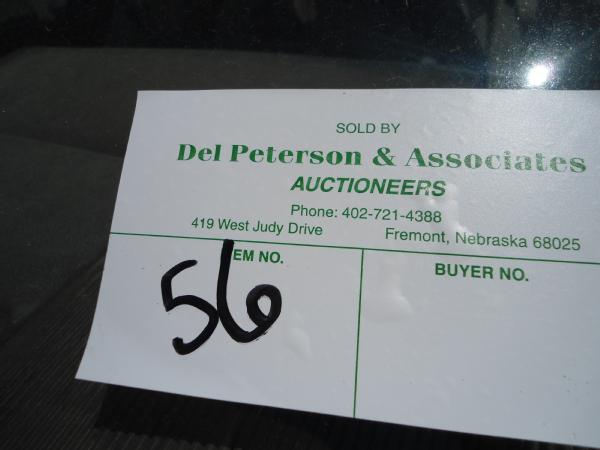 SOLD BY
Del Peterson & Associates
AUCTIONEERS
Phone: 402-721-4388
419 West Judy Drive Fremont, Nebraska 68025
EM NO. BUYER NO.
56